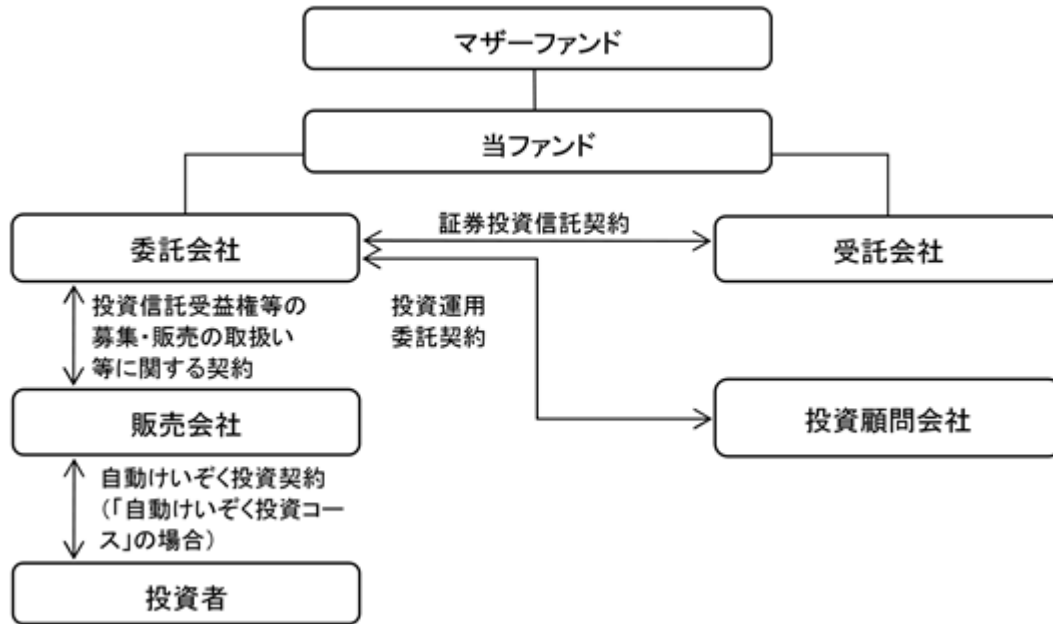 マザーファンド
当ファンド
委託会社
証券投資信託契約
受託会社
投資信託受益権等の
募集・販売の取扱い
等に関する契約
投資運用
委託契約
販売会社
投資顧問会社
自動けいぞく投資契約
(「自動けいぞく投資コー
ス」の場合)
投資者